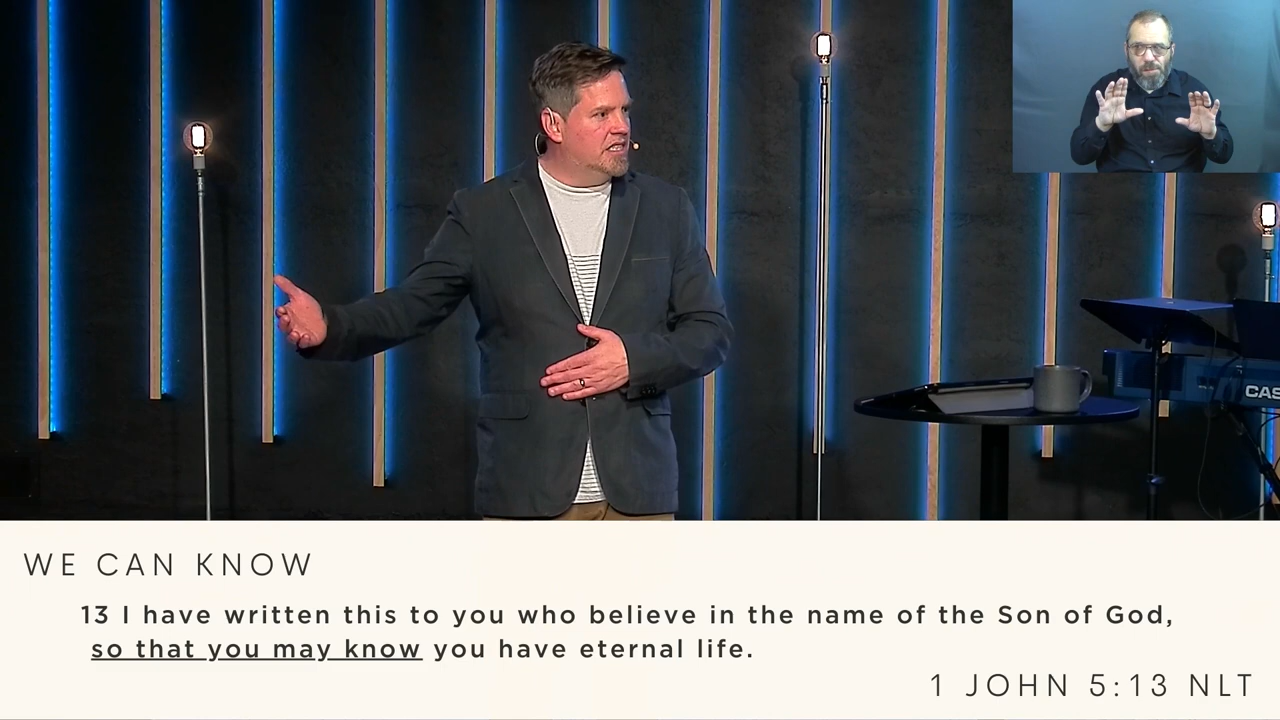 CAS
WE CAN KNOW
13 I have written this to you who believe in the name of the Son of God,
so that you may know you have eternal life.
1 JOHN 5:13 NLT